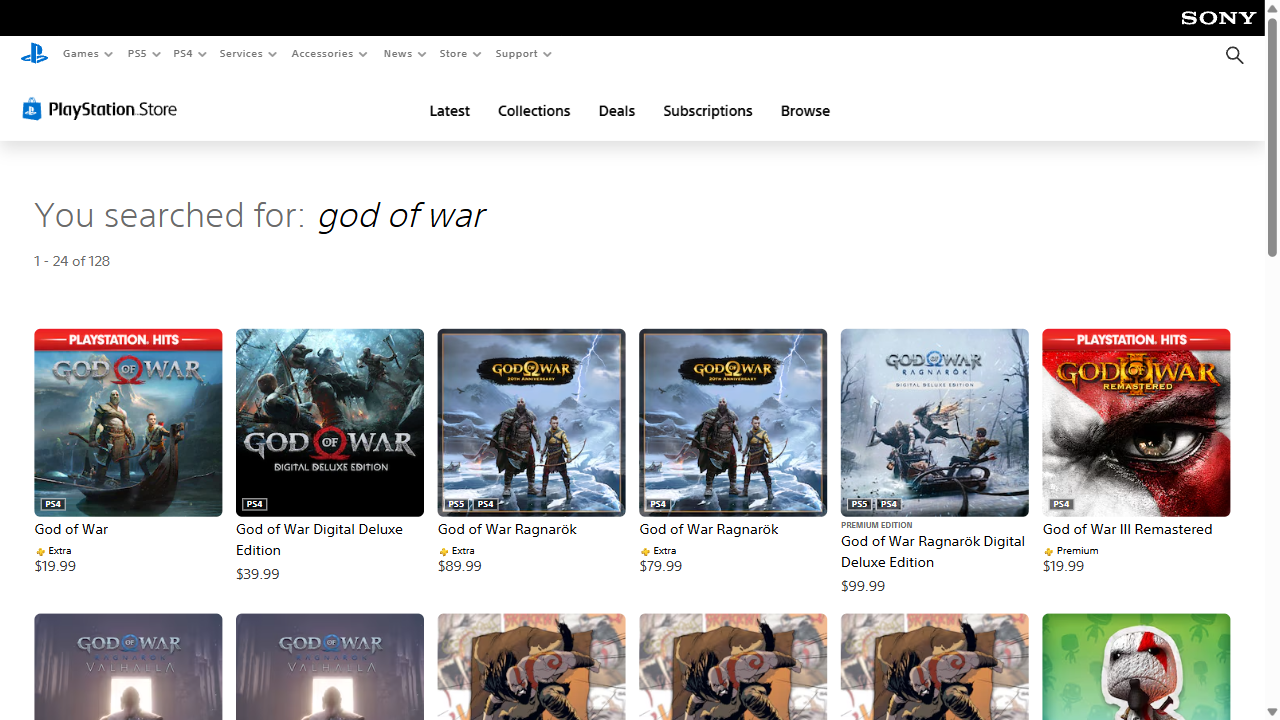 SONY
Games PS5 PS4 Services Accessories News Store Support
PlayStation Store
Latest Collections Deals Subscriptions Browse
You searched for: god of war
1 - 24 of 128
PLAYSTATION HITS
GOD OF WAR
PS4
God of War
Extra
$19.99
GOD OF WAR
DIGITAL DELUXE EDITION
PS4
God of War Digital Deluxe
Edition
$39.99
GOD OF WAR
20TH ANNIVERSARY
PS5 PS4
God of War Ragnarök
Extra
$89.99
GOD OF WAR
20TH ANNIVERSARY
PS4
God of War Ragnarök
Extra
$79.99
GOD OF WAR
RAGNARÖK
DIGITAL DELUXE EDITION
PS5 PS4
PREMIUM EDITION
God of War Ragnarök Digital
Deluxe Edition
$99.99
PLAYSTATION HITS
GOD OF WAR
III
REMASTERED
PS4
God of War III Remastered
Premium
$19.99
GOD OF WAR
RAGNARÖK
VALHALLA
GOD OF WAR
RAGNARÖK
VALHALLA